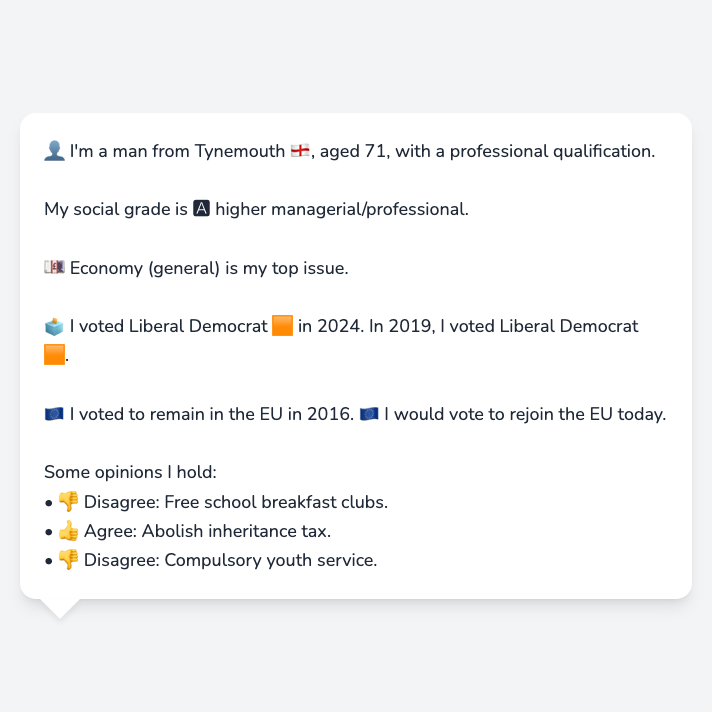 👤 I'm a man from Tynemouth 🏴󠁧󠁢󠁥󠁮󠁧󠁿, aged 71, with a professional qualification.
My social grade is 🅰 higher managerial/professional.
💷 Economy (general) is my top issue.
🗳️ I voted Liberal Democrat 🟧 in 2024. In 2019, I voted Liberal Democrat
🟧.
🇪🇺 I voted to remain in the EU in 2016. 🇪🇺 I would vote to rejoin the EU today.
Some opinions I hold:
• 👎 Disagree: Free school breakfast clubs.
• 👍 Agree: Abolish inheritance tax.
• 👎 Disagree: Compulsory youth service.